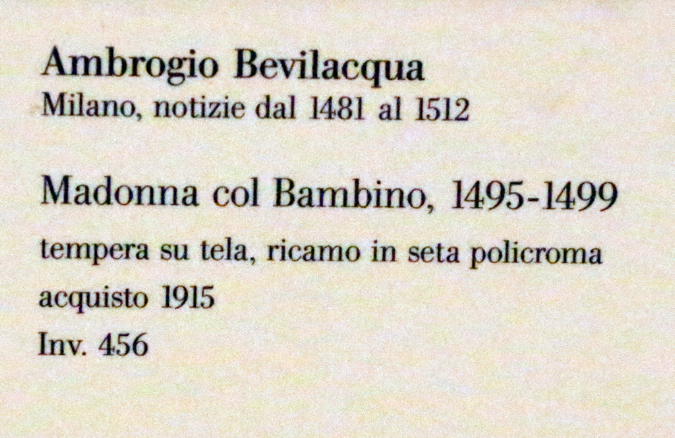 Ambrogio Bevilacqua
Milano, notizie dal 1481 al 1512
Madonna col Bambino, 1495-1499
tempera su tela, ricamo in seta policroma
acquisto 1915
Inv. 456